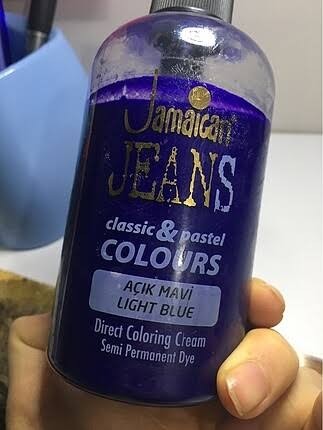 Jamaican
JEANS
classic & pastel
COLOURS
AÇIK MAVİ
LIGHT BLUE
Direct Coloring Cream
Semi Permanent Dye